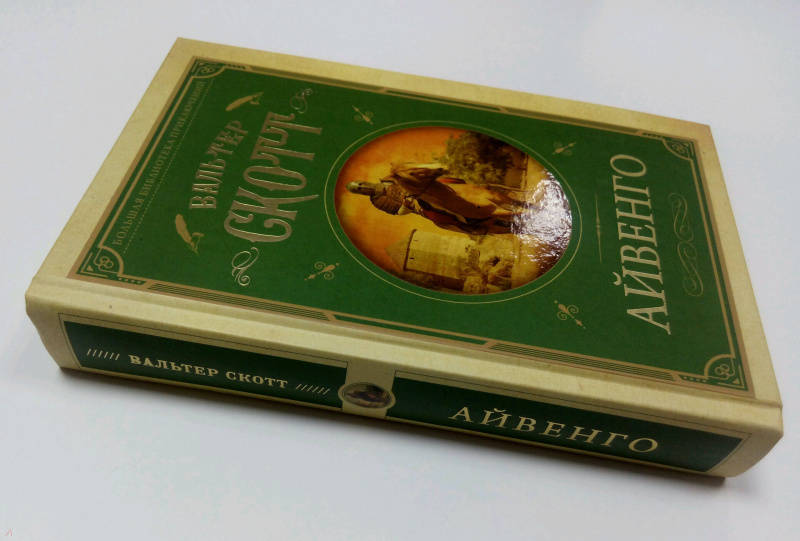 БОЛЬШАЯ БИБЛИОТЕКА ПРИКЛЮЧЕНИЙ
ВАЛЬТЕР
СКОТТ
АЙВЕНГО
ВАЛЬТЕР СКОТТ
АЙВЕНГО